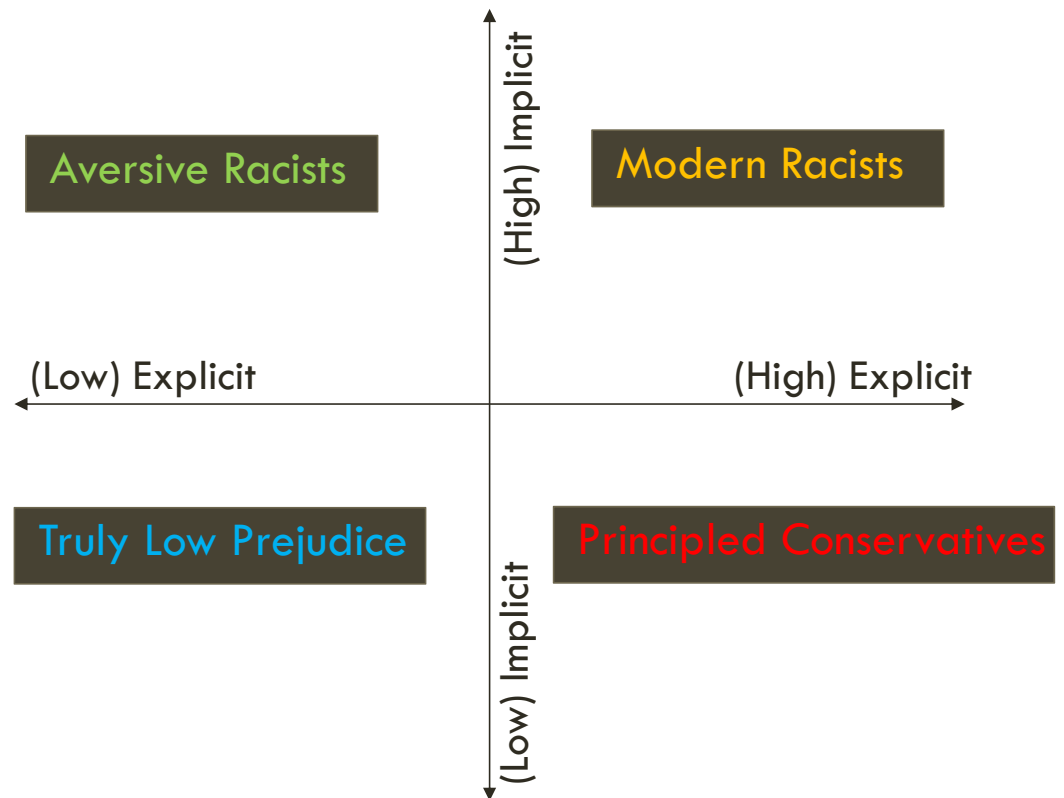 (High) Implicit
Aversive Racists
Modern Racists
(Low) Explicit
(High) Explicit
Truly Low Prejudice
Principled Conservatives
(Low) Implicit